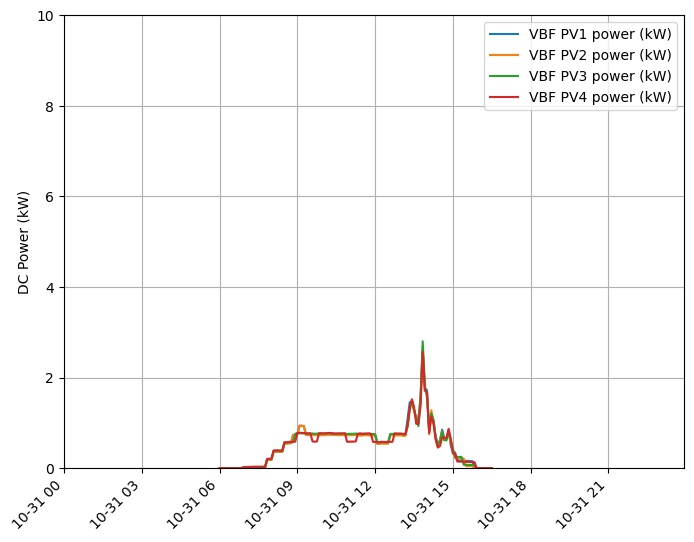 10
8
6
4
2
0
DC Power (kW)
VBF PV1 power (kW)
VBF PV2 power (kW)
VBF PV3 power (kW)
VBF PV4 power (kW)
10-31 00
10-31 03
10-31 06
10-31 09
10-31 12
10-31 15
10-31 18
10-31 21